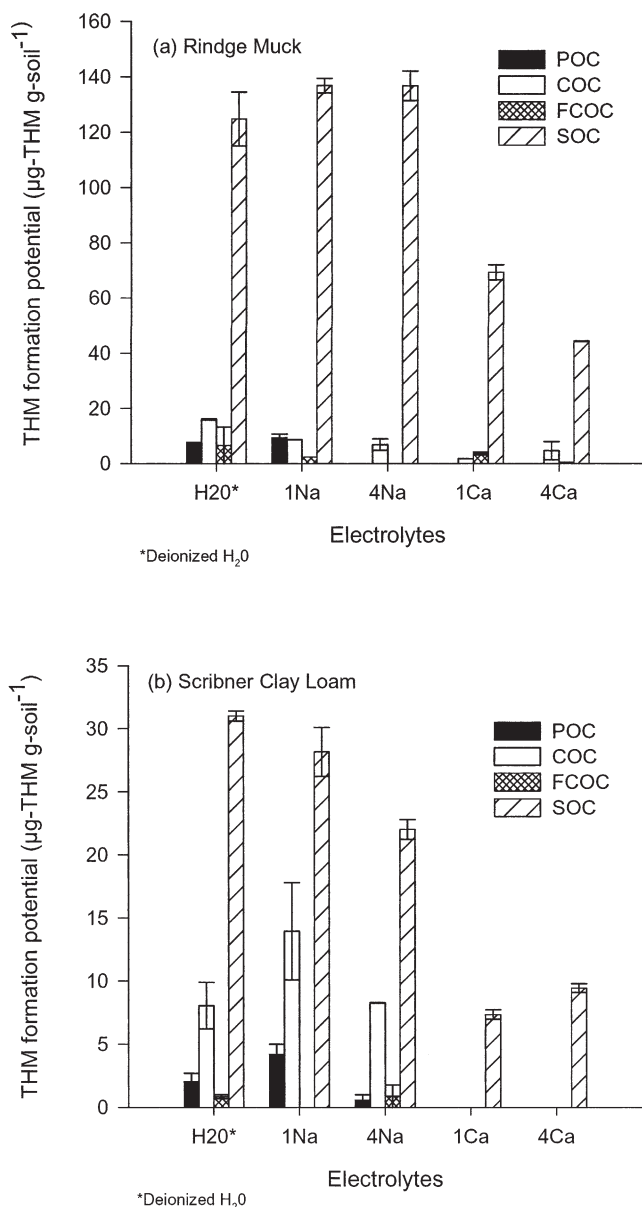 (a) Rindge Muck
POC
COC
FCOC
SOC
THM formation potential (µg-THM g-soil⁻¹)
160
140
120
100
80
60
40
20
0
H20* 1Na 4Na 1Ca 4Ca
Electrolytes
*Deionized H₂0
(b) Scribner Clay Loam
POC
COC
FCOC
SOC
THM formation potential (µg-THM g-soil⁻¹)
35
30
25
20
15
10
5
0
H20* 1Na 4Na 1Ca 4Ca
Electrolytes
*Deionized H₂0